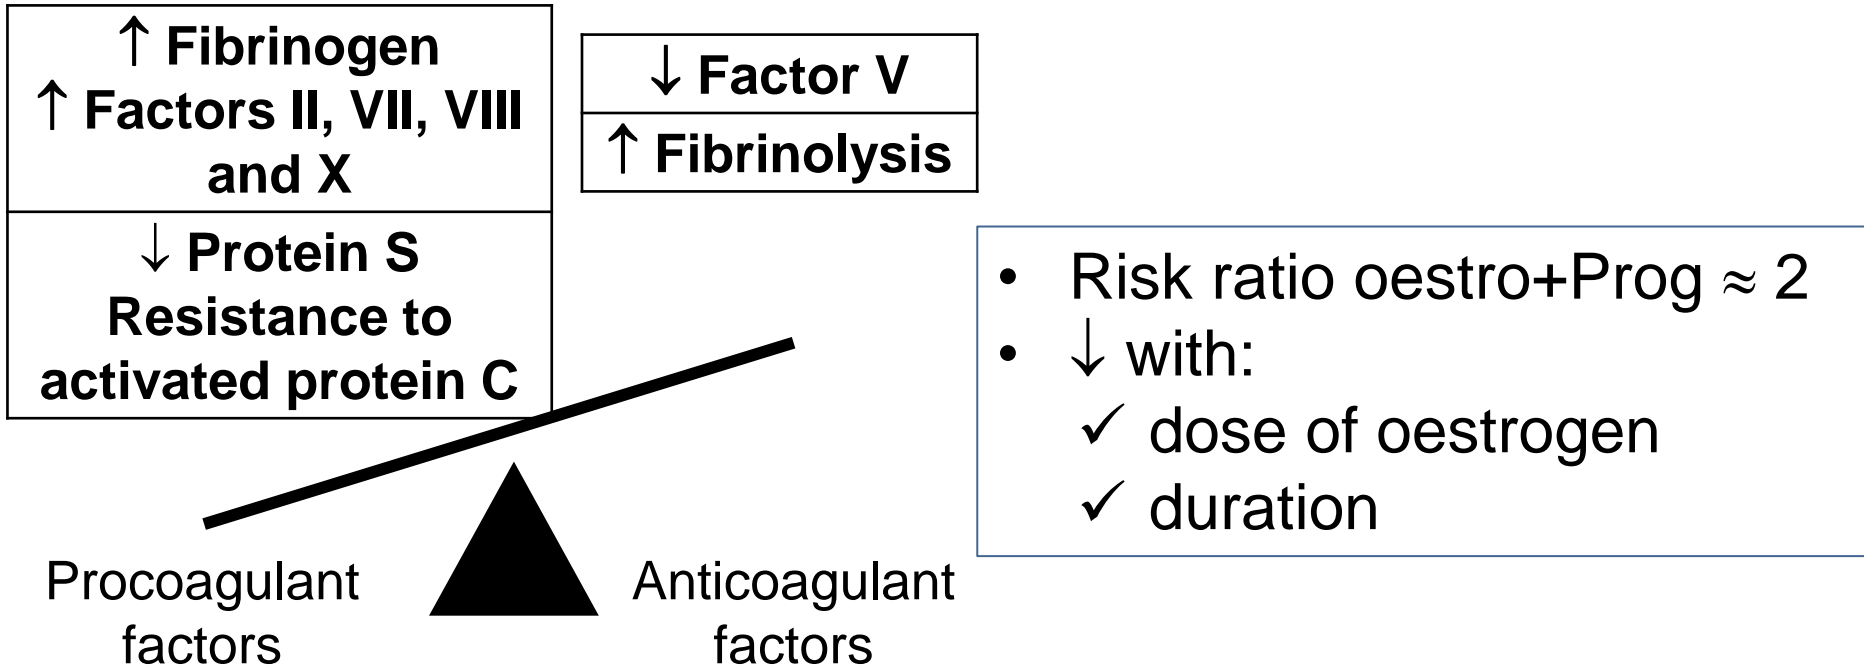 ↑ Fibrinogen
↑ Factors II, VII, VIII
and X
↓ Protein S
Resistance to
activated protein C
↓ Factor V
↑ Fibrinolysis
• Risk ratio oestro+Prog ≈ 2
• ↓ with:
✓ dose of oestrogen
✓ duration
Procoagulant
factors
Anticoagulant
factors